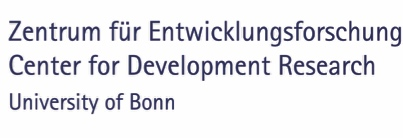 Zentrum für Entwicklungsforschung
Center for Development Research
University of Bonn